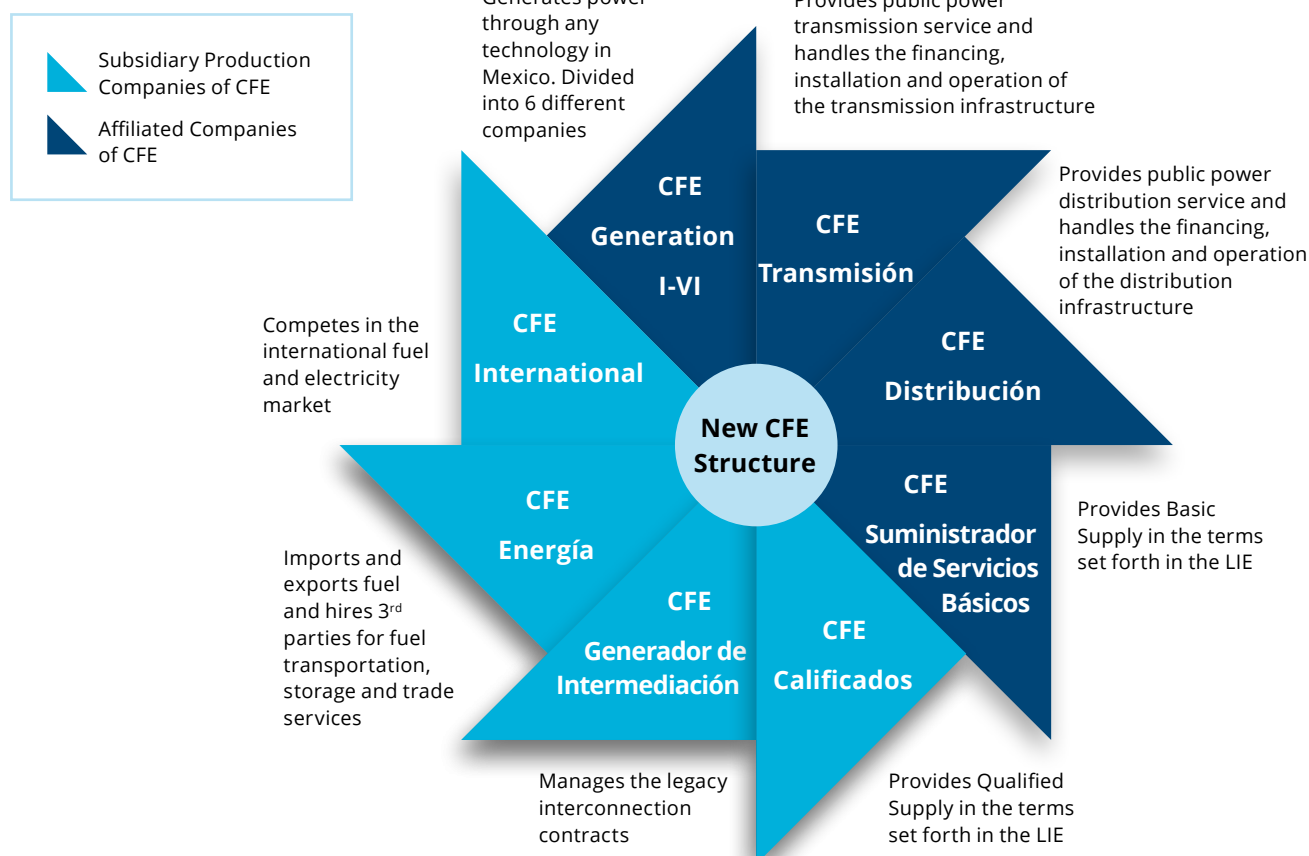 Subsidiary Production
Companies of CFE
Affiliated Companies
of CFE
Generates power
through any
technology in
Mexico. Divided
into 6 different
companies
Provides public power
transmission service and
handles the financing,
installation and operation of
the transmission infrastructure
Provides public power
distribution service and
handles the financing,
installation and operation
of the distribution
infrastructure
CFE
Generation
I-VI
CFE
Transmisión
CFE
Distribución
CFE
International
Competes in the
international fuel
and electricity
market
New CFE
Structure
CFE
Energía
CFE
Suministrador
de Servicios
Básicos
Provides Basic
Supply in the terms
set forth in the LIE
Imports and
exports fuel
and hires 3rd
parties for fuel
transportation,
storage and trade
services
CFE
Generador de
Intermediación
CFE
Calificados
Manages the legacy
interconnection
contracts
Provides Qualified
Supply in the terms
set forth in the LIE